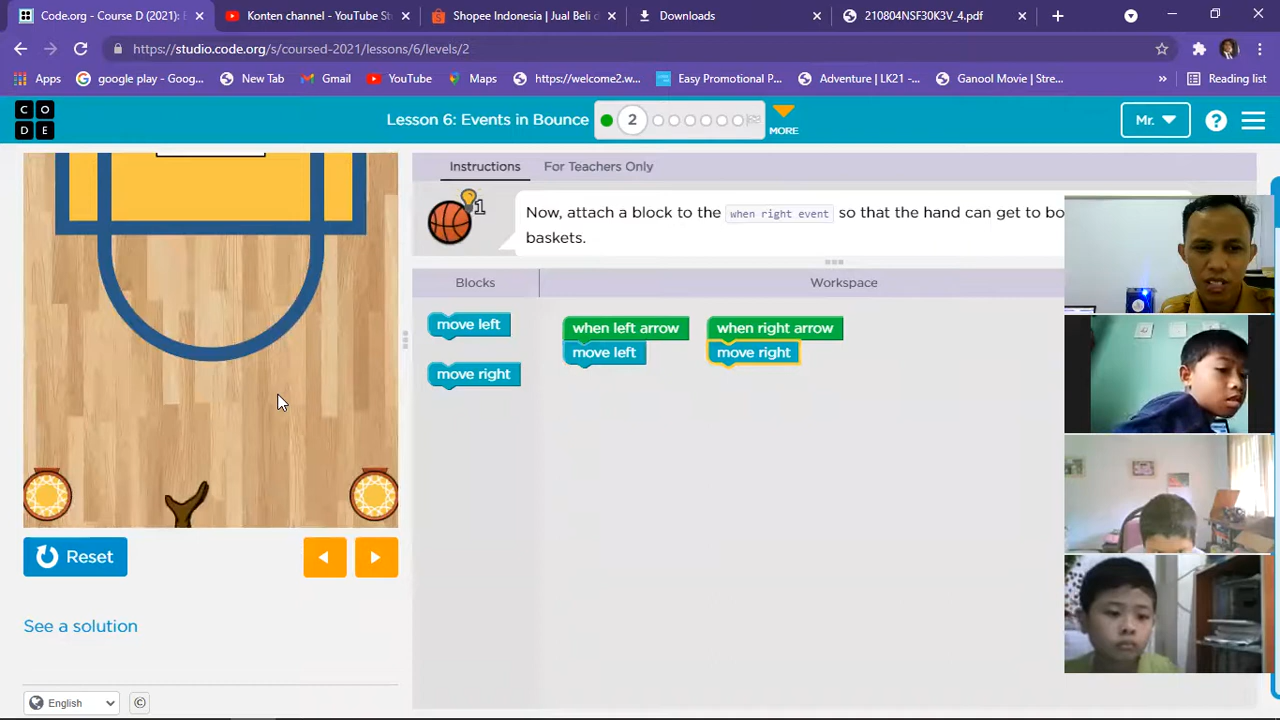 Code.org - Course D (2021): E
Konten channel - YouTube St
Shopee Indonesia | Jual Beli d
Downloads
210804NSF30K3V_4.pdf
https://studio.code.org/s/coursed-2021/lessons/6/levels/2
Apps
google play - Goog...
New Tab
Gmail
YouTube
Maps
https://welcome2.w...
Easy Promotional P...
Adventure | LK21 -...
Ganool Movie | Stre...
»
Reading list
C O
D E
Lesson 6: Events in Bounce
2
MORE
Mr.
?
Instructions
For Teachers Only
1
Now, attach a block to the when right event so that the hand can get to bo
baskets.
Blocks
Workspace
move left
move right
when left arrow
move left
when right arrow
move right
Reset
See a solution
English
©